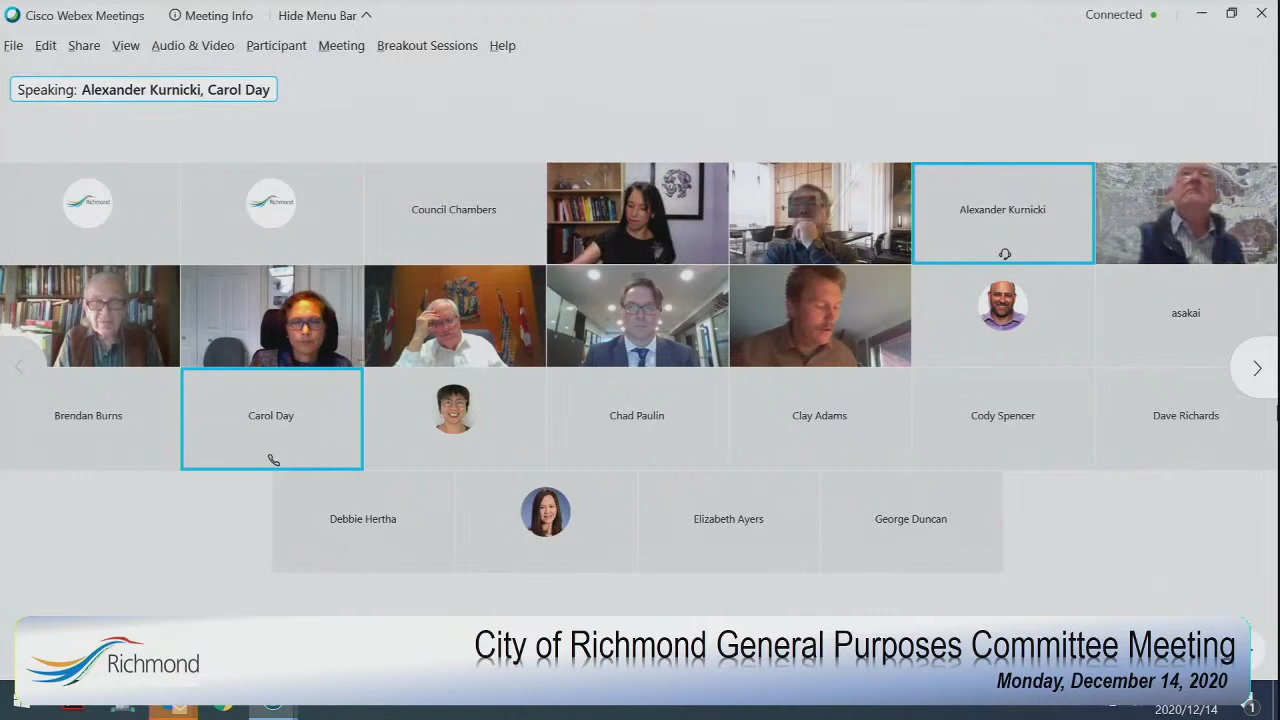 Cisco Webex Meetings Meeting Info Hide Menu Bar Connected
File Edit Share View Audio & Video Participant Meeting Breakout Sessions Help
Speaking: Alexander Kurnicki, Carol Day
Richmond
Richmond
Council Chambers
Alexander Kurnicki
asakai
Brendan Burns
Carol Day
Chad Paulin
Clay Adams
Cody Spencer
Dave Richards
Debbie Hertha
Elizabeth Ayers
George Duncan
Richmond
City of Richmond General Purposes Committee Meeting
Monday, December 14, 2020
2020/12/14
1